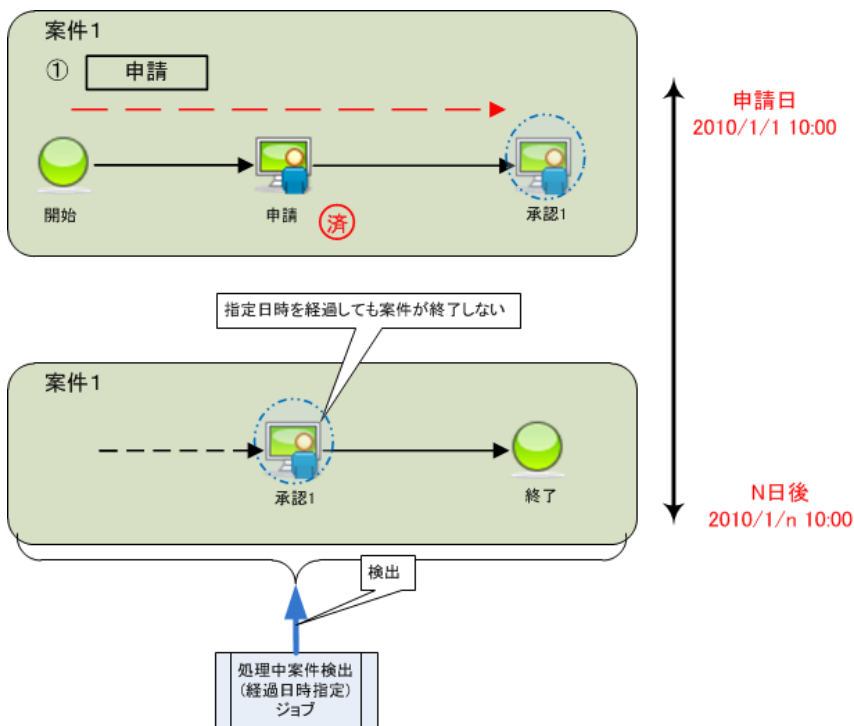 案件1
① 申請
開始
申請
済
承認1
申請日
2010/1/1 10:00
指定日時を経過しても案件が終了しない
案件1
承認1
終了
N日後
2010/1/n 10:00
検出
処理中案件検出
(経過日時指定)
ジョブ